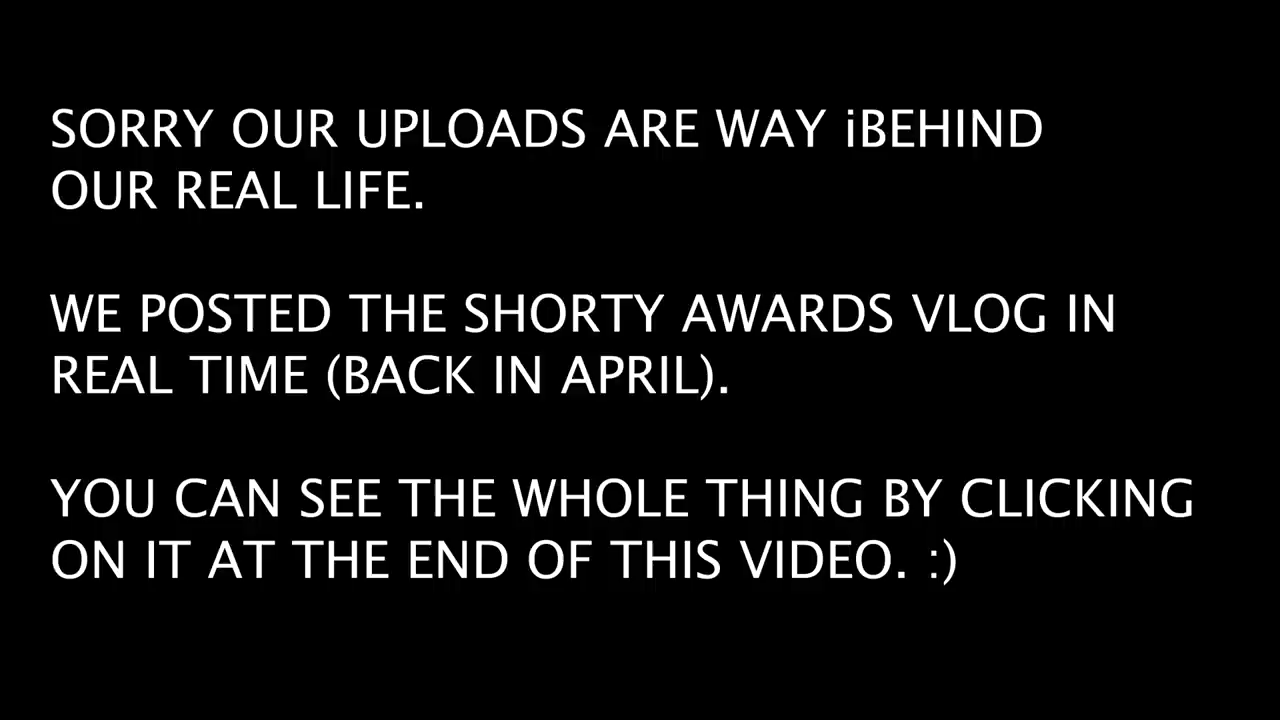 SORRY OUR UPLOADS ARE WAY iBEHIND
OUR REAL LIFE.
WE POSTED THE SHORTY AWARDS VLOG IN
REAL TIME (BACK IN APRIL).
YOU CAN SEE THE WHOLE THING BY CLICKING
ON IT AT THE END OF THIS VIDEO. :)